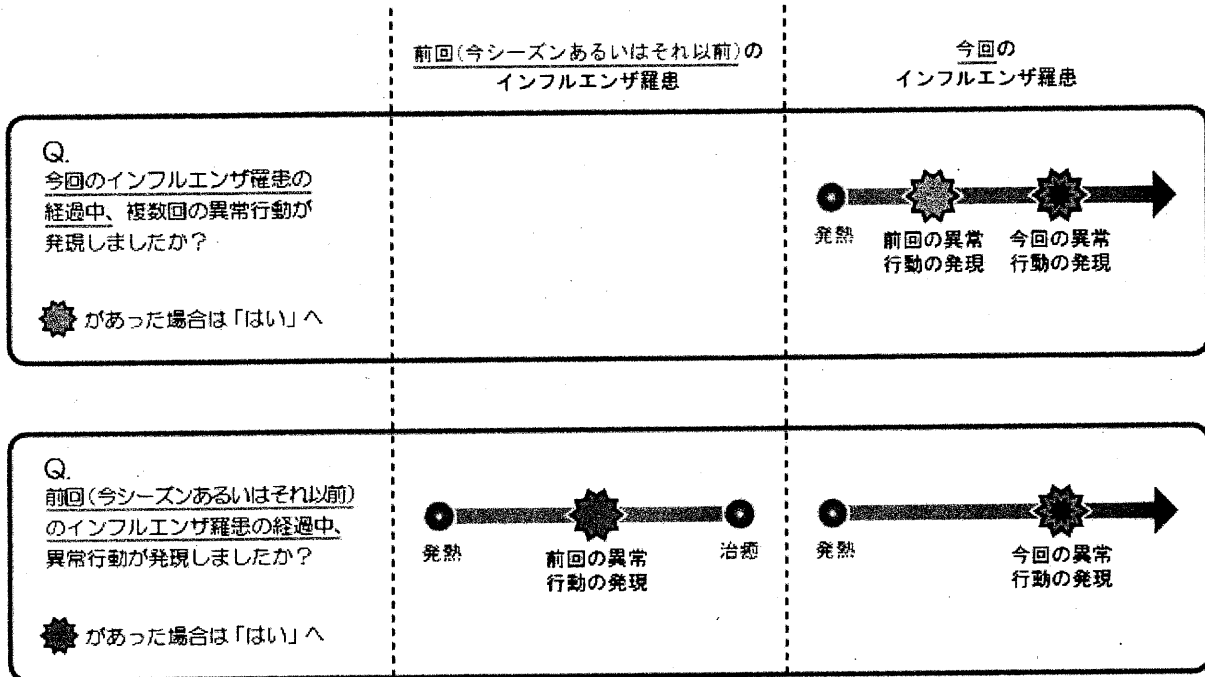 前回(今シーズンあるいはそれ以前)の
インフルエンザ羅患
今回の
インフルエンザ羅患
Q.
今回のインフルエンザ罹患の
経過中、複数回の異常行動が
発現しましたか？
があった場合は「はい」へ
発熱
前回の異常
行動の発現
今回の異常
行動の発現
Q.
前回(今シーズンあるいはそれ以前)
のインフルエンザ羅患の経過中、
異常行動が発現しましたか？
があった場合は「はい」へ
発熱
前回の異常
行動の発現
治癒
発熱
今回の異常
行動の発現